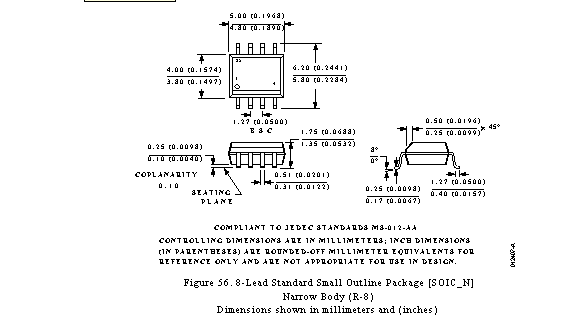 5.00 (0.1968)
4.80 (0.1890)
4.00 (0.1574)
3.80 (0.1497)
6.20 (0.2441)
5.80 (0.2284)
1
4
1.27 (0.0500)
BSC
0.25 (0.0098)
0.10 (0.0040)
COPLANARITY
0.10
SEATING
PLANE
1.75 (0.0688)
1.35 (0.0532)
0.51 (0.0201)
0.31 (0.0122)
8°
0°
0.25 (0.0098)
0.17 (0.0067)
0.50 (0.0196)
0.25 (0.0099)
× 45°
1.27 (0.0500)
0.40 (0.0157)
COMPLIANT TO JEDEC STANDARDS MS-012-AA
CONTROLLING DIMENSIONS ARE IN MILLIMETERS; INCH DIMENSIONS
(IN PARENTHESES) ARE ROUNDED-OFF MILLIMETER EQUIVALENTS FOR
REFERENCE ONLY AND ARE NOT APPROPRIATE FOR USE IN DESIGN.
012407-A
Figure 56. 8-Lead Standard Small Outline Package [SOIC_N]
Narrow Body (R-8)
Dimensions shown in millimeters and (inches)